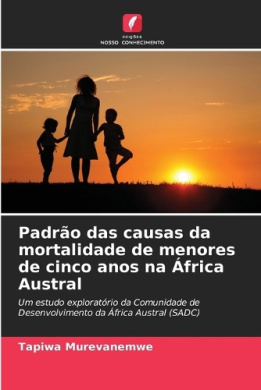 edições
NOSSO CONHECIMENTO
Padrão das causas da
mortalidade de menores
de cinco anos na África
Austral
Um estudo exploratório da Comunidade de
Desenvolvimento da África Austral (SADC)
Tapiwa Murevanemwe